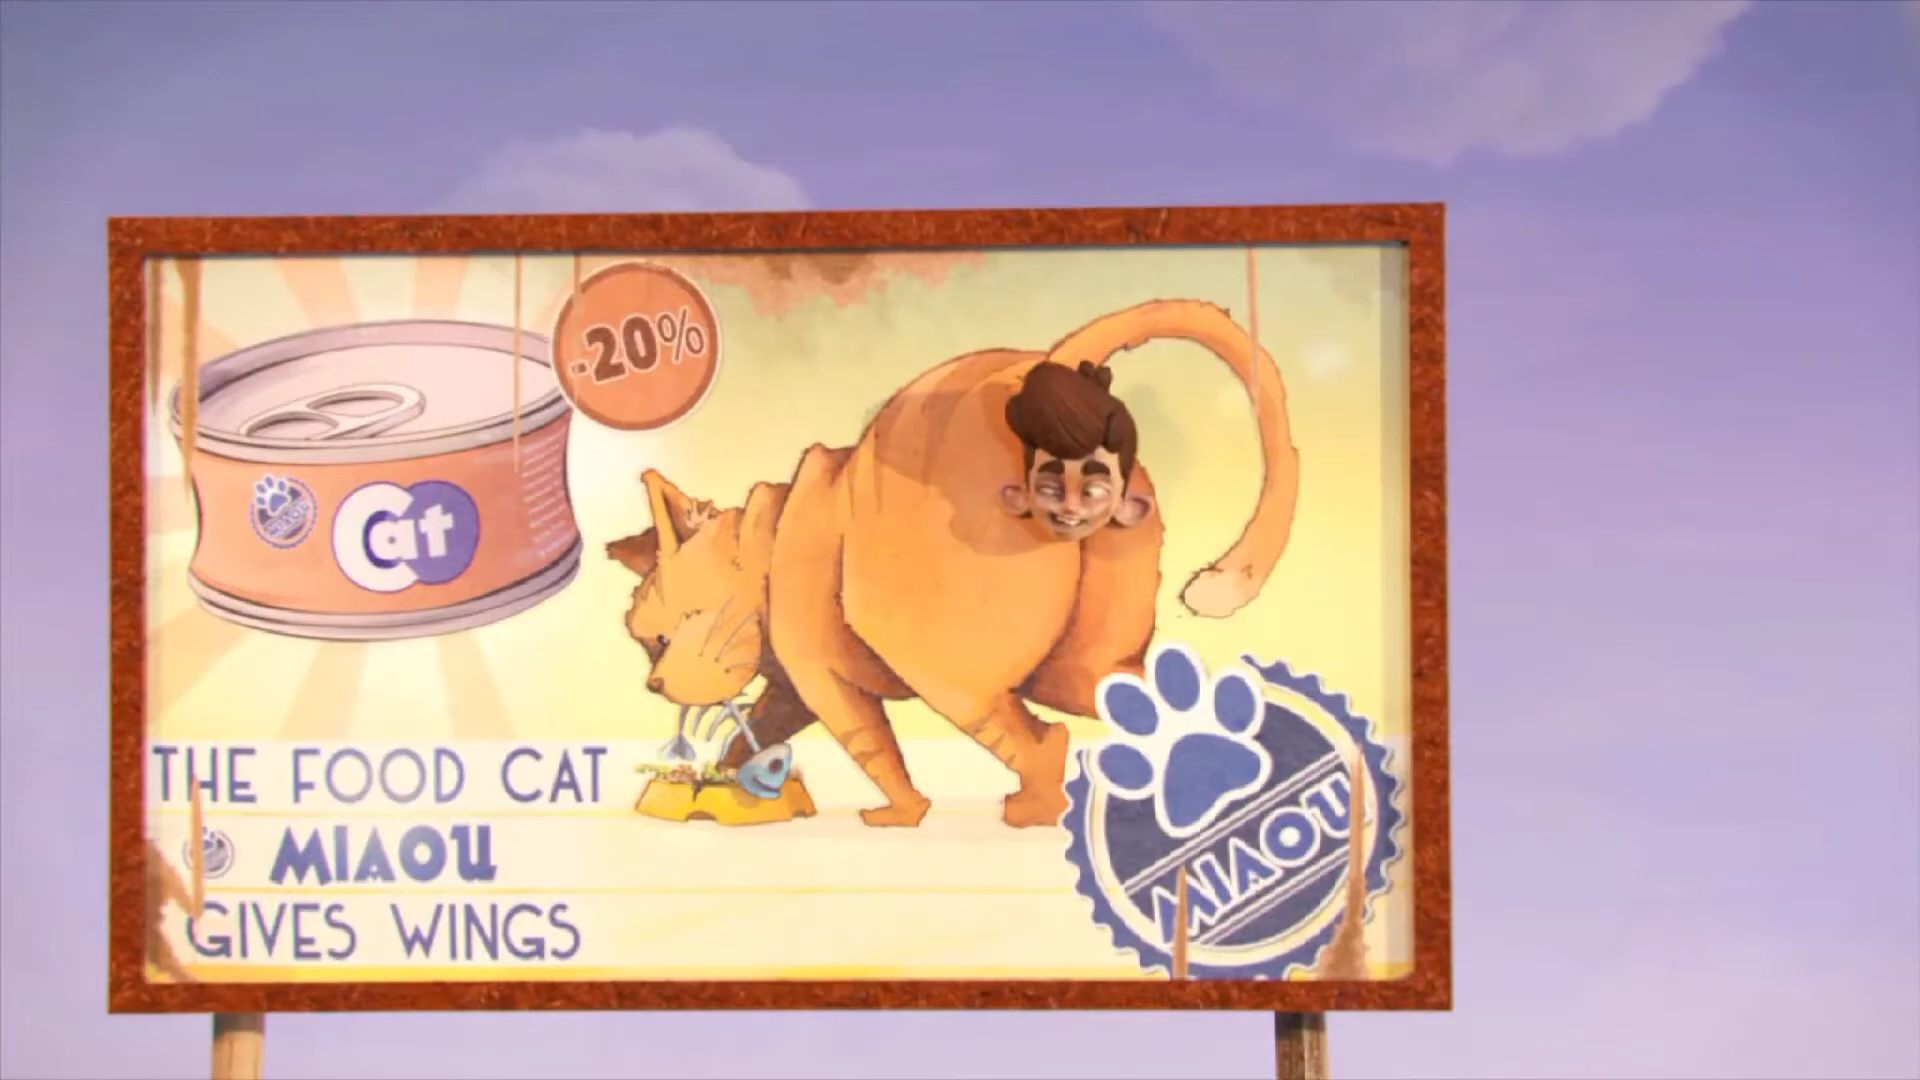 -20%
Cat
THE FOOD CAT
MIAOU
GIVES WINGS
MIAOU